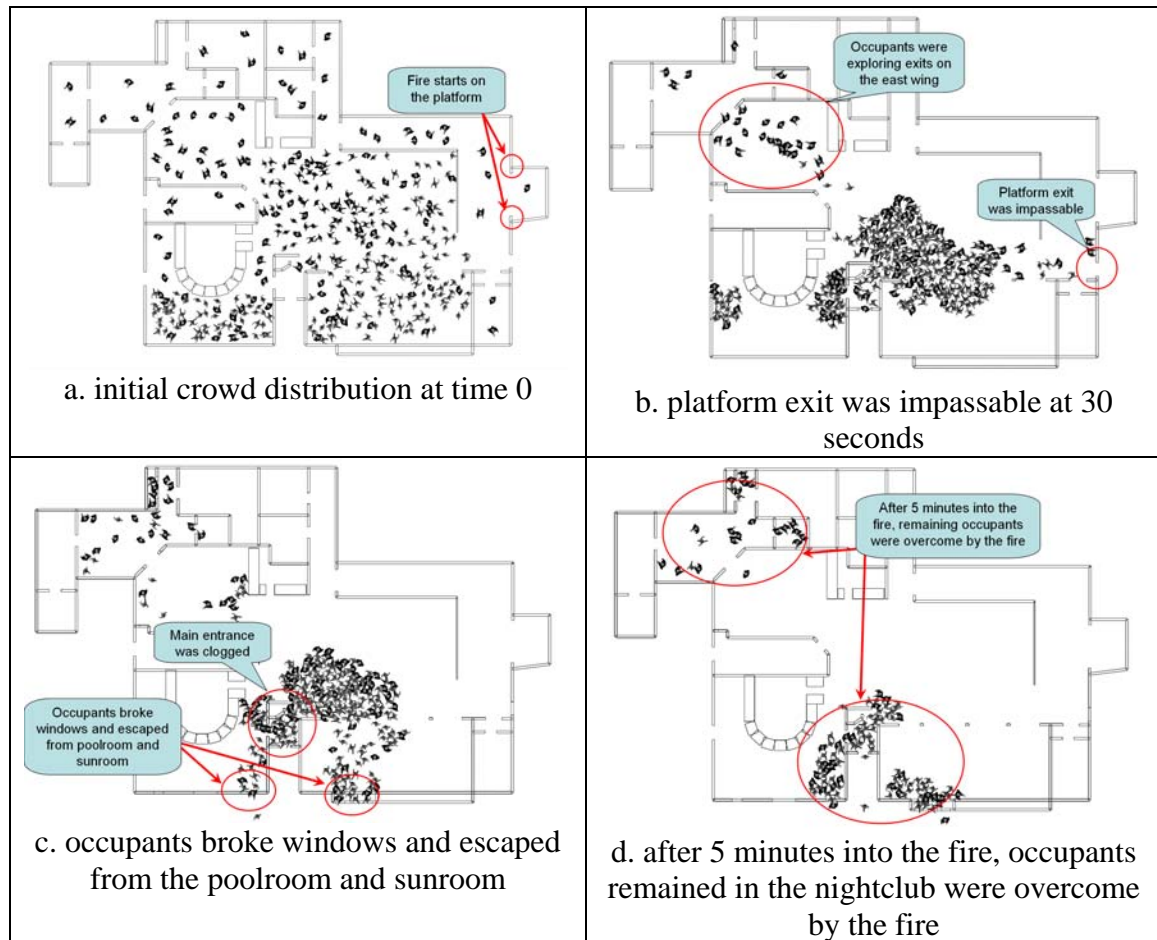 Fire starts on
the platform
a. initial crowd distribution at time 0
Occupants were
exploring exits on
the east wing
Platform exit
was impassable
b. platform exit was impassable at 30
seconds
Main entrance
was clogged
Occupants broke
windows and escaped
from poolroom and
sunroom
c. occupants broke windows and escaped
from the poolroom and sunroom
After 5 minutes into the
fire, remaining occupants
were overcome by the fire
d. after 5 minutes into the fire, occupants
remained in the nightclub were overcome
by the fire